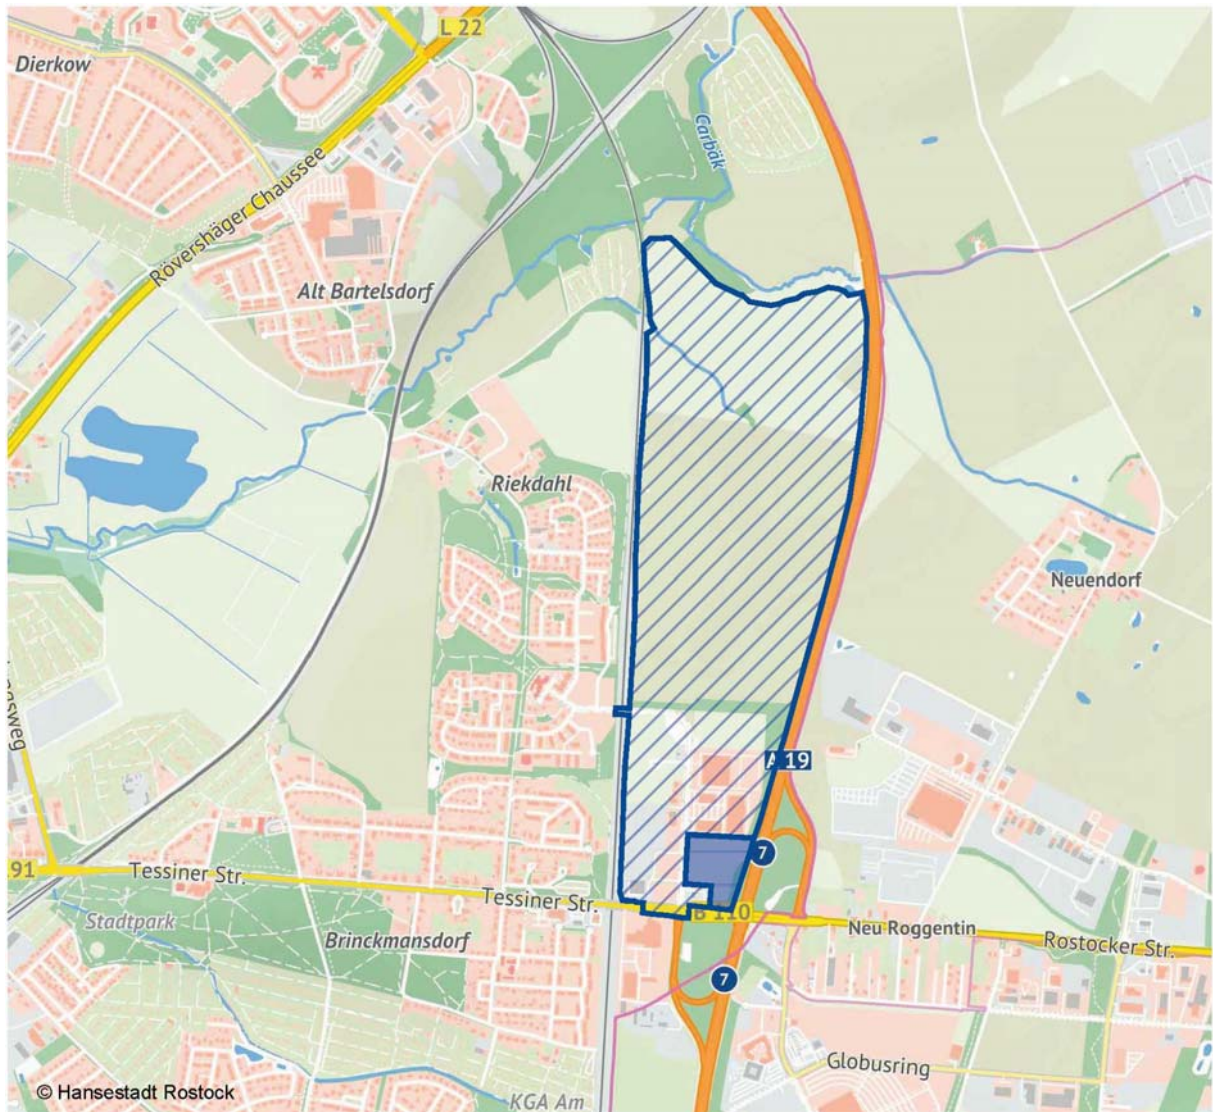 L 22
Dierkow
Carbäk
Rövershäger Chaussee
Alt Bartelsdorf
Riekdahl
Neuendorf
A 19
7
91
Tessiner Str.
Tessiner Str.
B 110
Stadtpark
Brinckmansdorf
Neu Roggentin
Rostocker Str.
7
Globusring
© Hansestadt Rostock
KGA Am